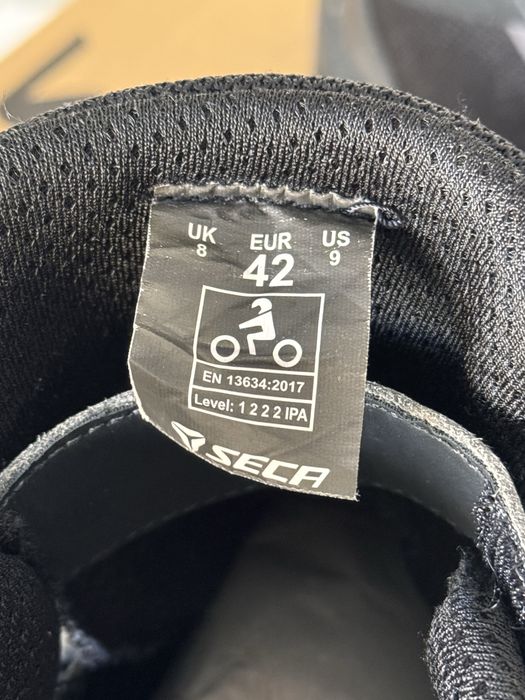 UK EUR US
8 42 9
EN 13634:2017
Level: 1 2 2 2 IPA
SECA